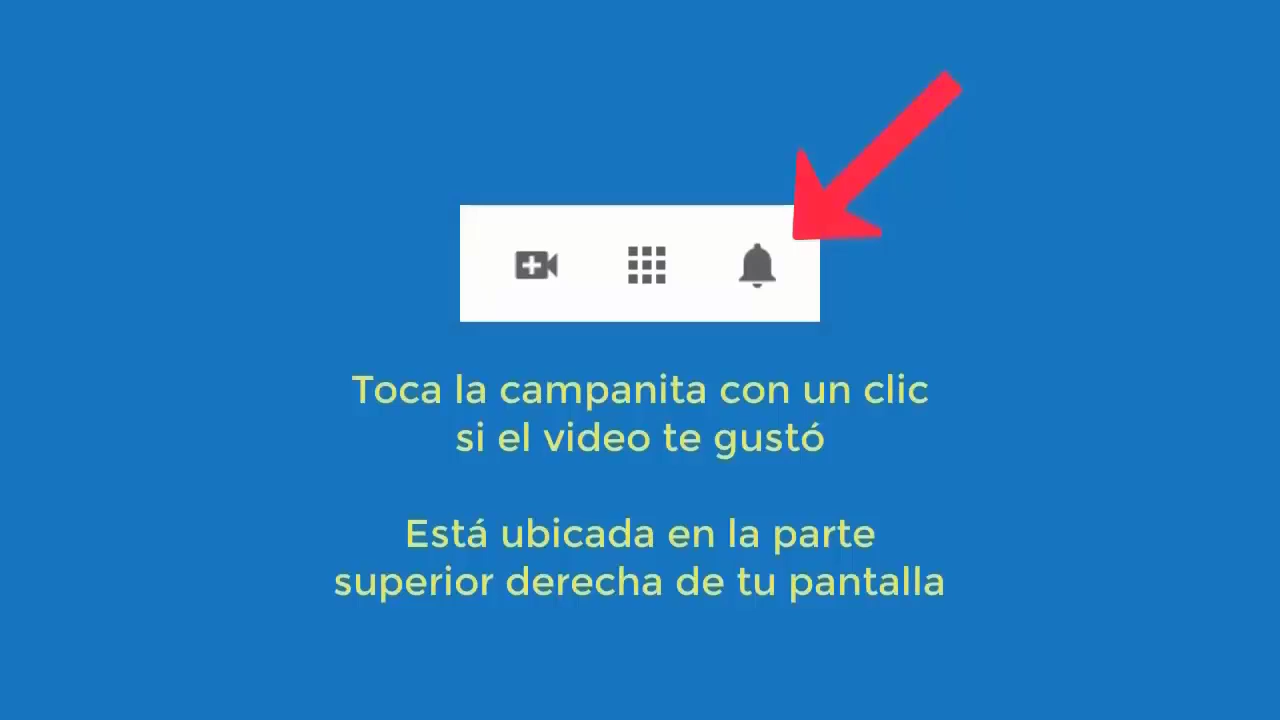 Toca la campanita con un clic
si el video te gustó
Está ubicada en la parte
superior derecha de tu pantalla